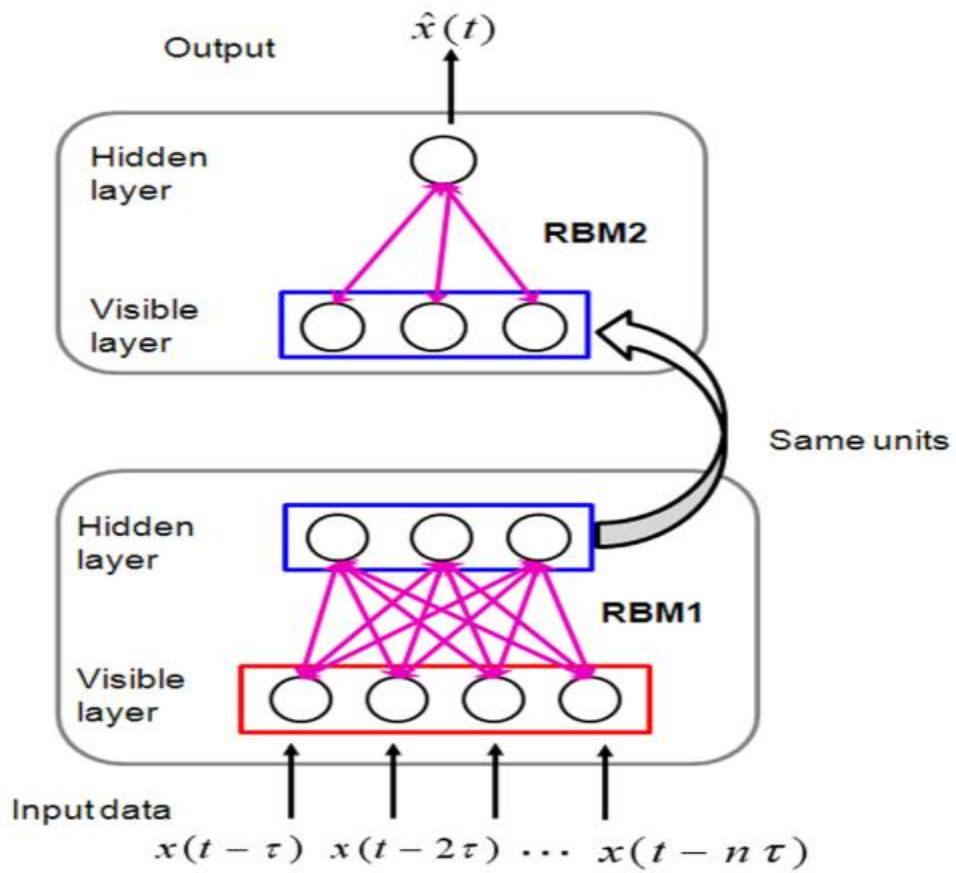 Output
x̂(t)
Hidden
layer
RBM2
Visible
layer
Same units
Hidden
layer
RBM1
Visible
layer
Input data
x(t − τ) x(t − 2τ) ··· x(t − n τ)